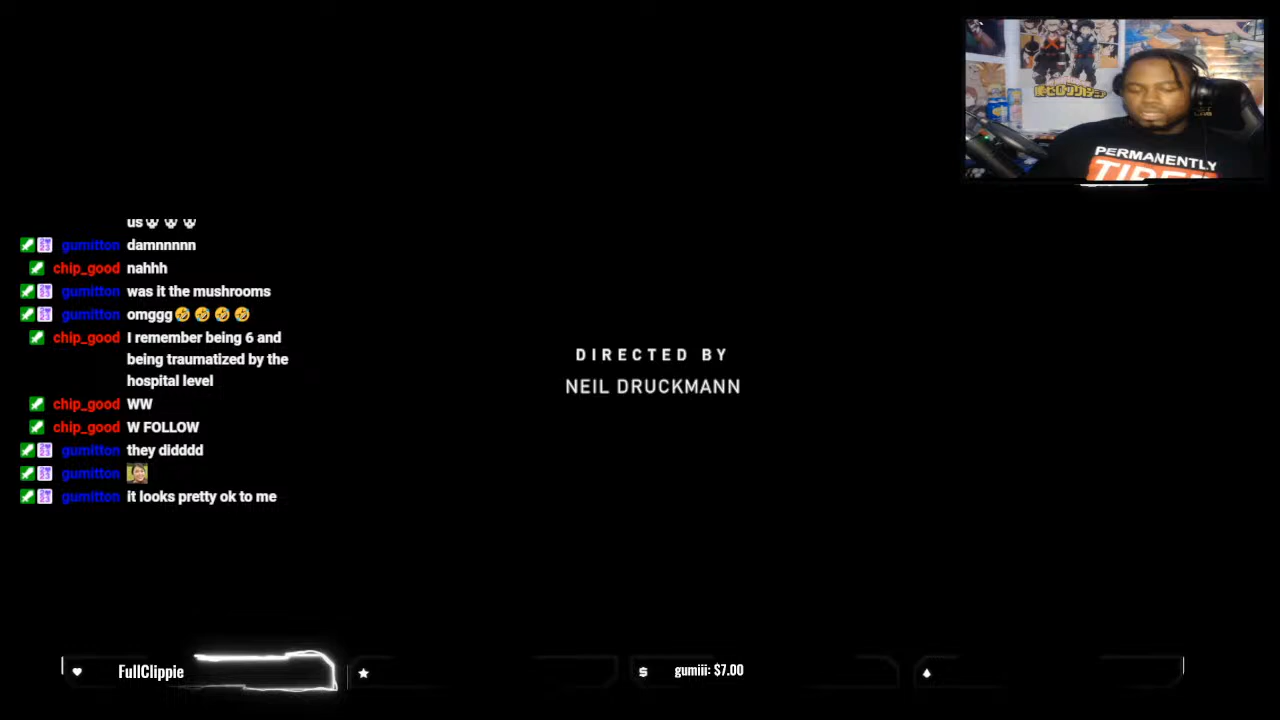 PERMANENTLY
TIRED
us
gumitton damnnnnn
chip_good nahhh
gumitton was it the mushrooms
gumitton omggg🤣🤣🤣🤣
chip_good I remember being 6 and
being traumatized by the
hospital level
chip_good WW
chip_good W FOLLOW
gumitton they didddd
gumitton
gumitton it looks pretty ok to me
DIRECTED BY
NEIL DRUCKMANN
FullClippie
gumiii: $7.00